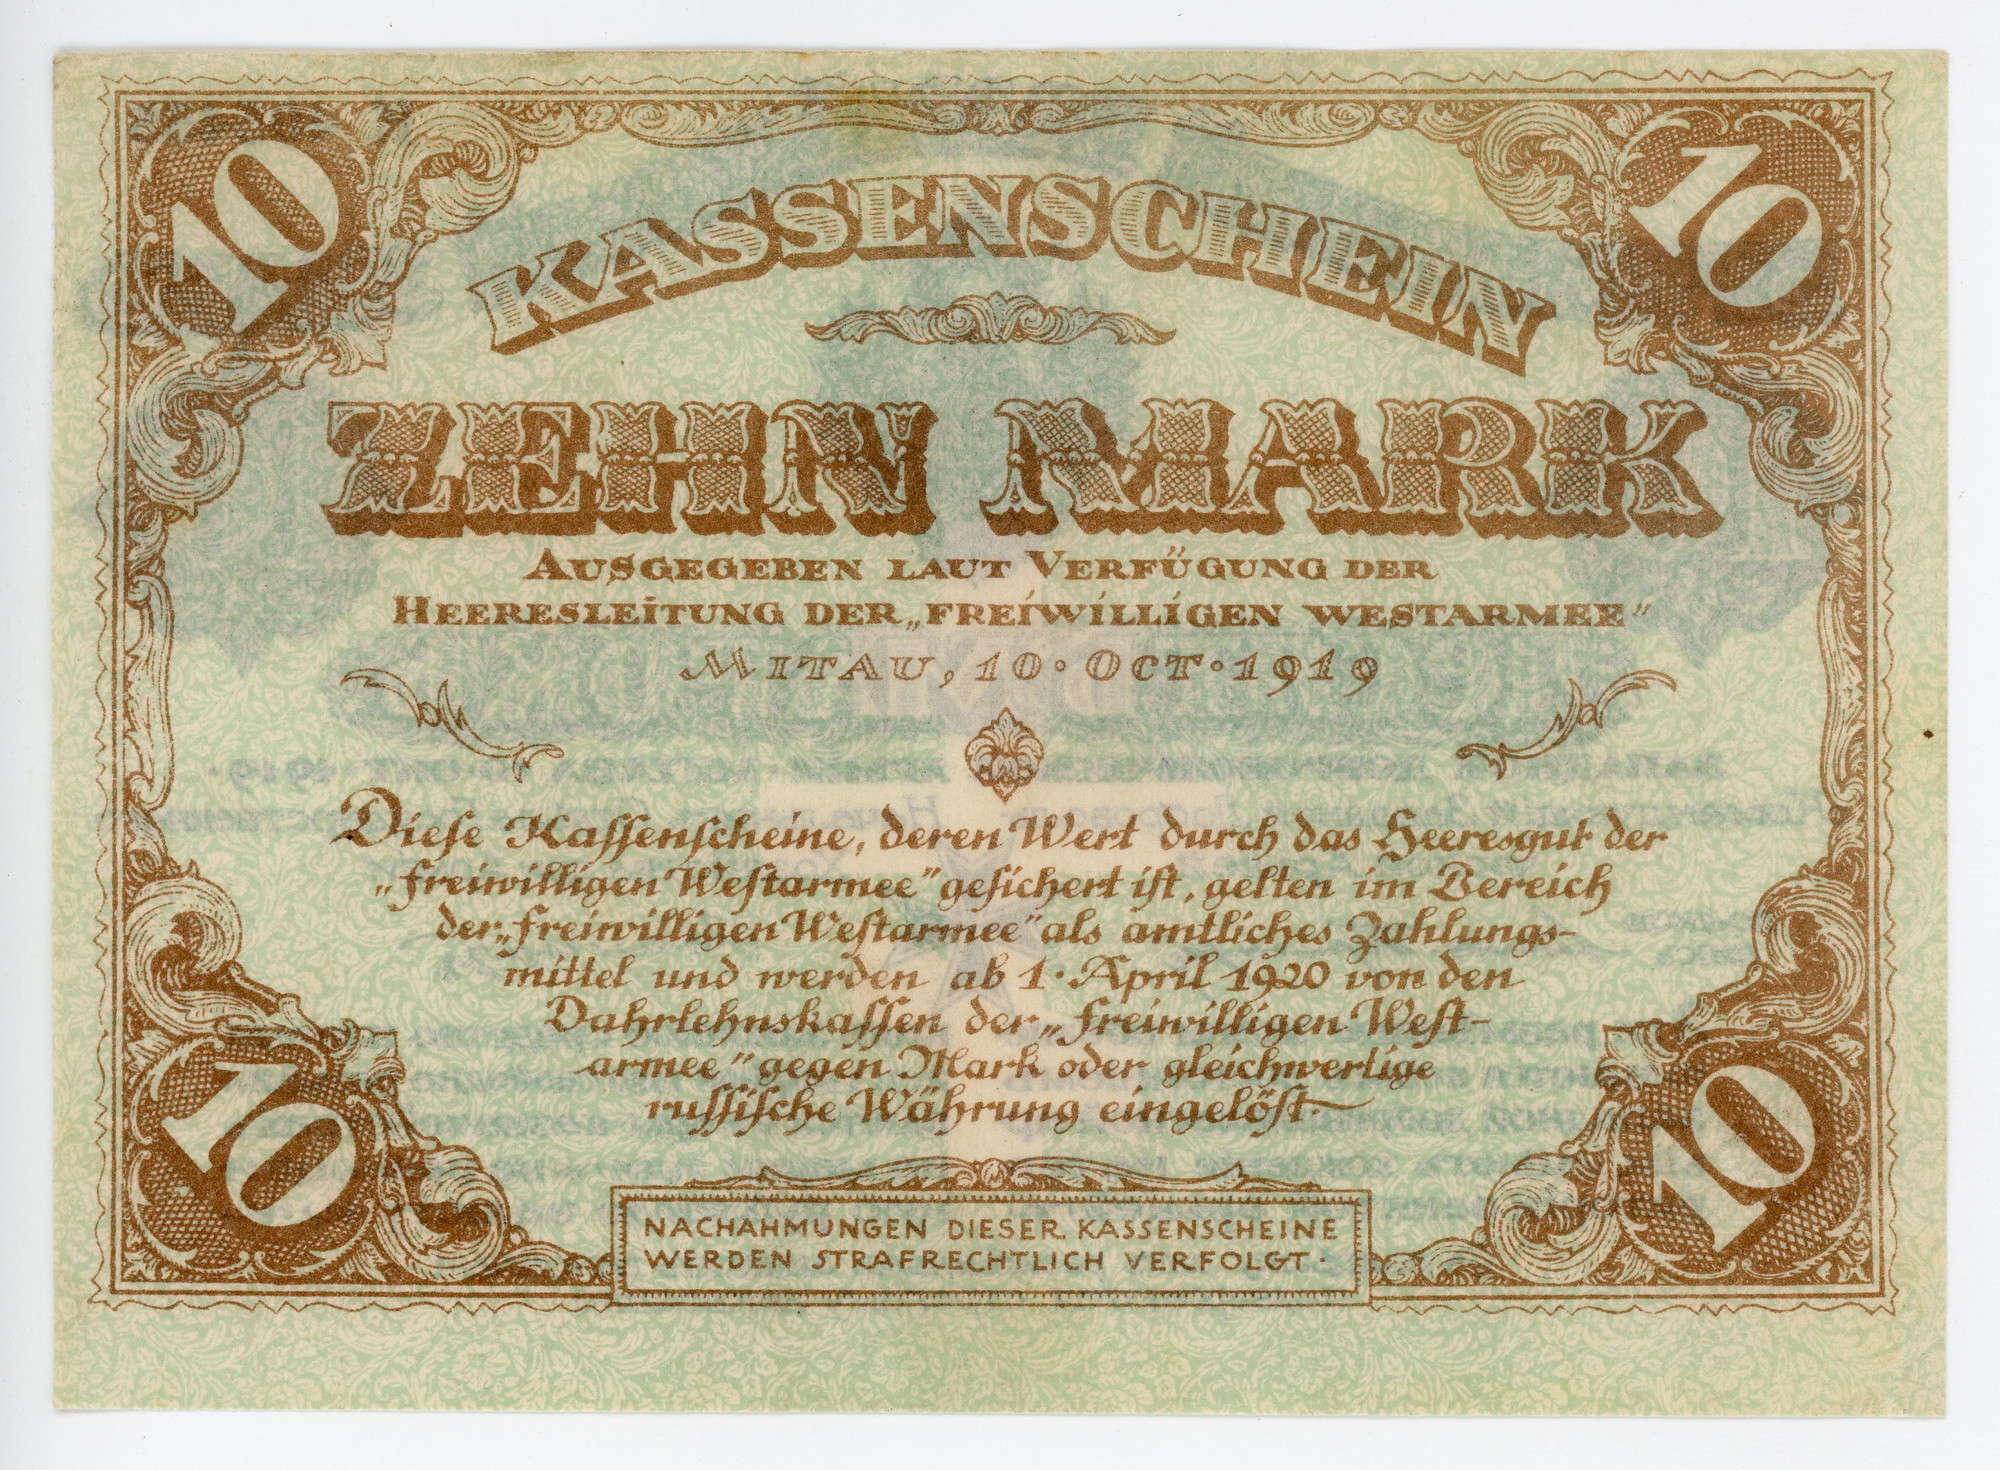 10
10
KASSENSCHEIN
ZEHN MARK
AUSGEGEBEN LAUT VERFÜGUNG DER
HEERESLEITUNG DER „FREIWILLIGEN WESTARMEE"
MITAU, 10 · OCT · 1919
Dieſe Kaſſenſcheine, deren Wert durch das Heeresgut der
„freiwilligen Weſtarmee" geſichert iſt, gelten im Bereich
der „freiwilligen Weſtarmee" als amtliches Zahlungs-
mittel und werden ab 1 · April 1920 von den
Dahrlehnskaſſen der „freiwilligen Weſt-
armee" gegen Mark oder gleichwertige
ruſſiſche Währung eingelöſt.
10
10
NACHAHMUNGEN DIESER KASSENSCHEINE
WERDEN STRAFRECHTLICH VERFOLGT ·